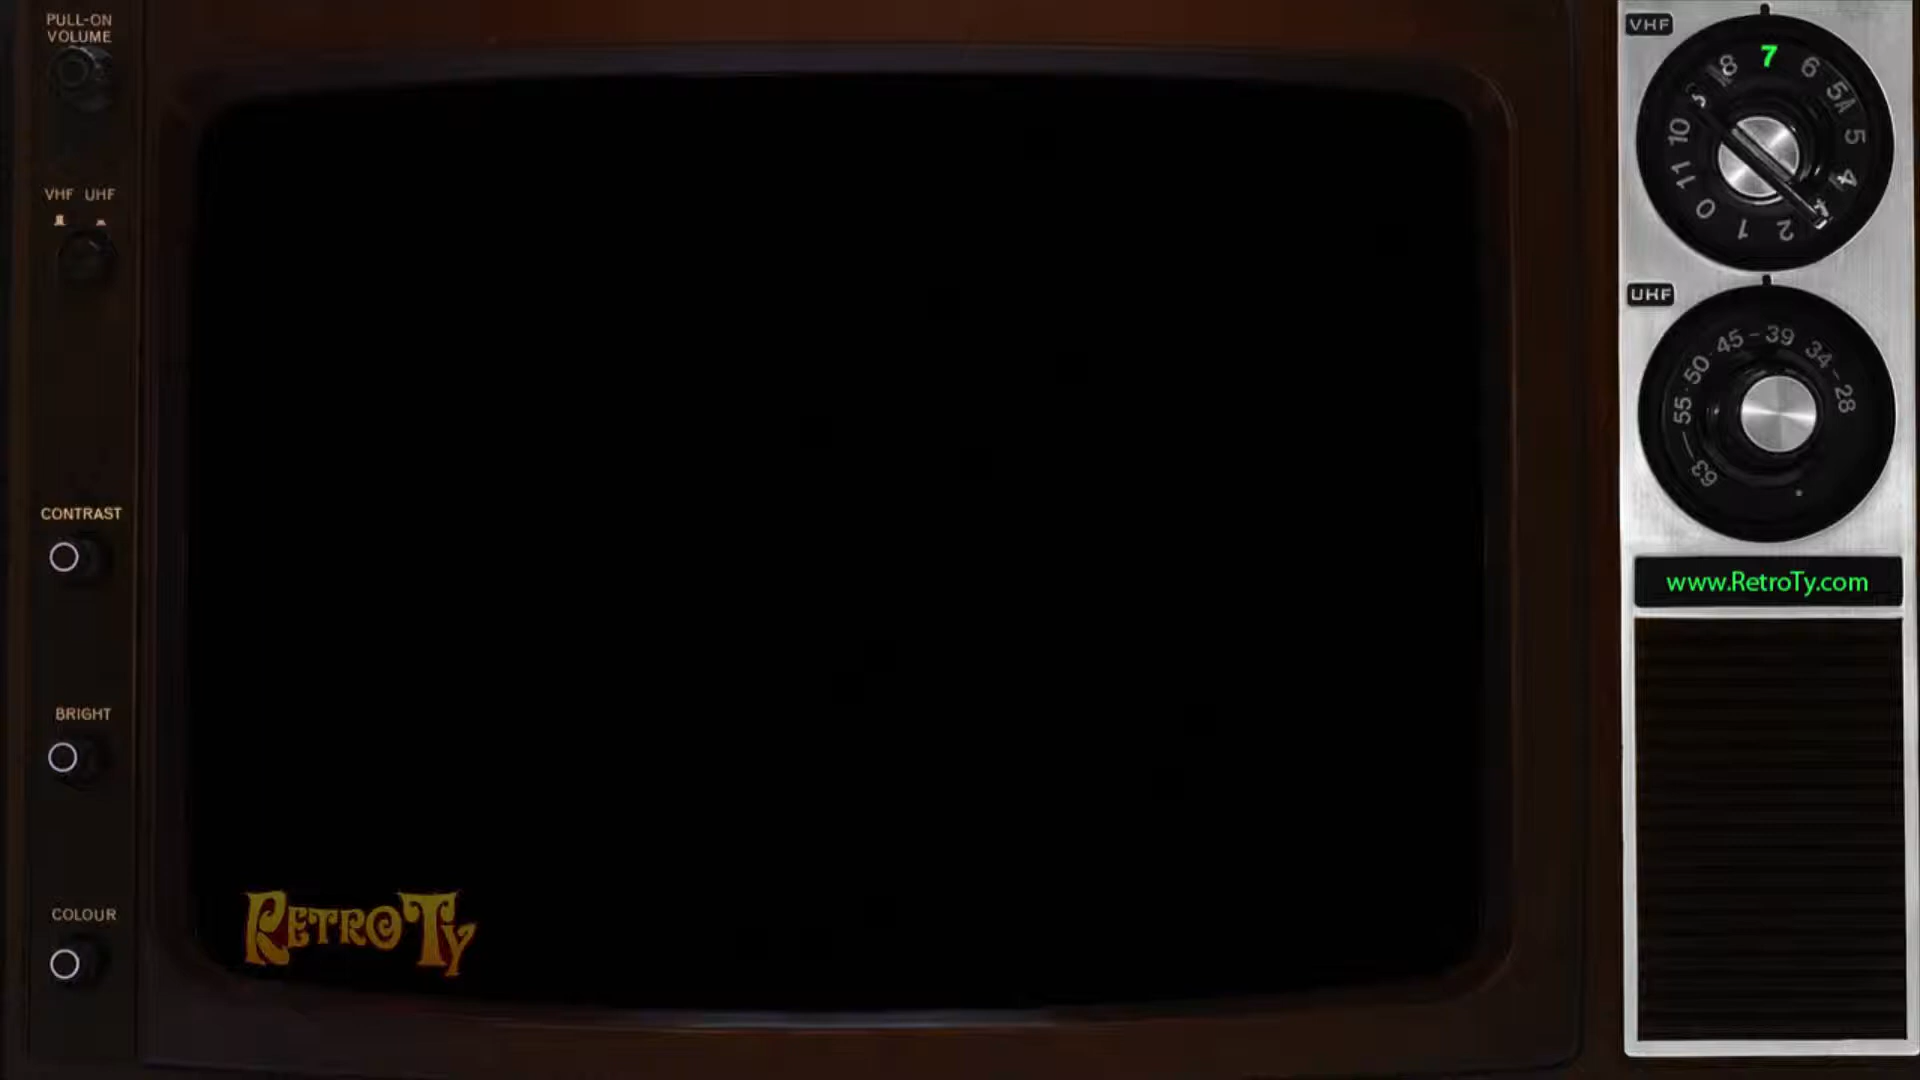 PULL-ON
VOLUME
VHF UHF
CONTRAST
BRIGHT
COLOUR
RETROTY
VHF
7
6
5A
5
4
2
1
0
11
10
9
8
UHF
63
55
50
45
39
34
28
www.RetroTy.com